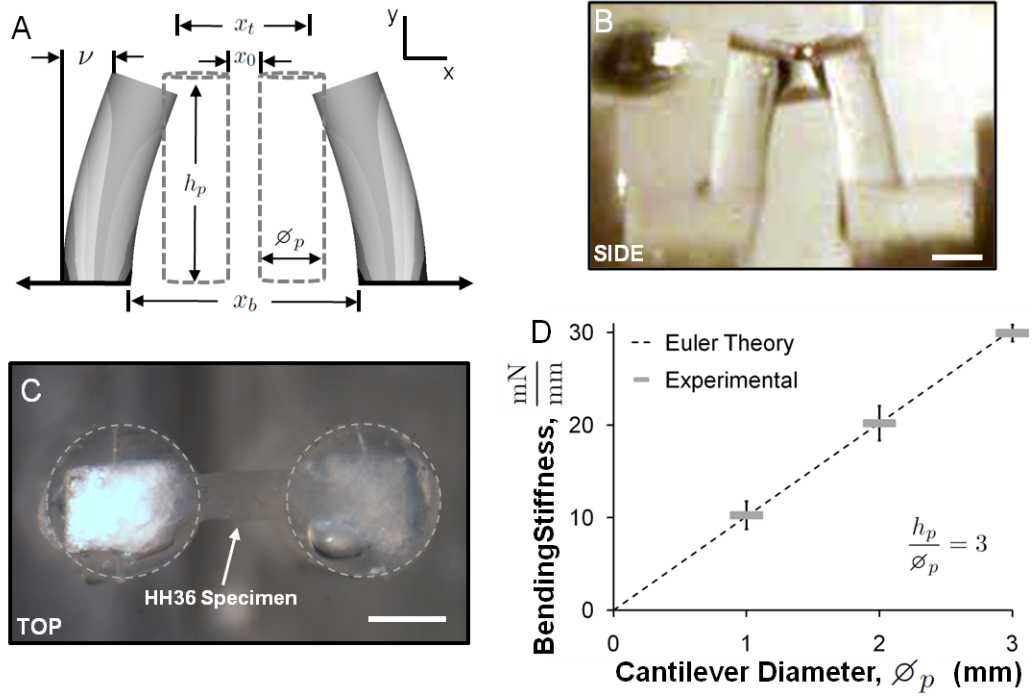 A
x_t
y
B
ν
x_0
x
h_p
∅_p
SIDE
x_b
D
30
Euler Theory
Experimental
mN
mm
C
20
BendingStiffness,
10
h_p
∅_p
= 3
HH36 Specimen
0
TOP
0 1 2 3
Cantilever Diameter, ∅_p (mm)